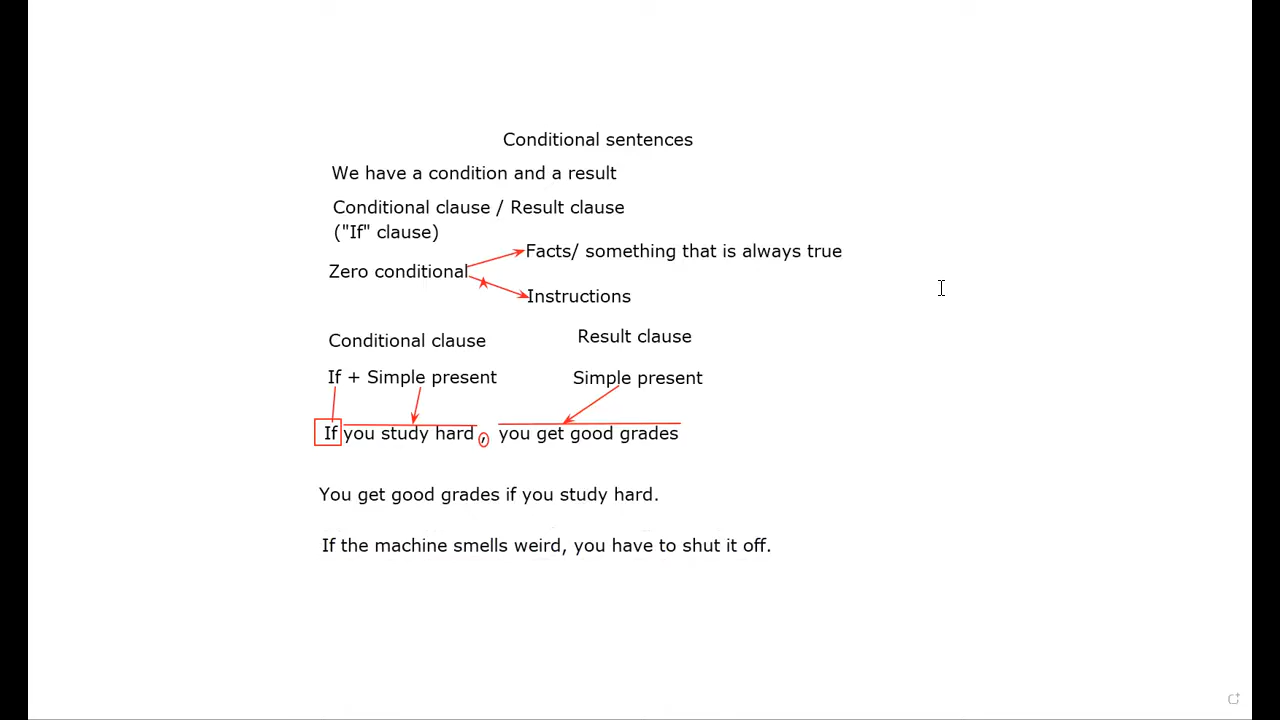 Conditional sentences
We have a condition and a result
Conditional clause / Result clause
("If" clause)
Facts/ something that is always true
Zero conditional
Instructions
Conditional clause Result clause
If + Simple present Simple present
If you study hard , you get good grades
You get good grades if you study hard.
If the machine smells weird, you have to shut it off.